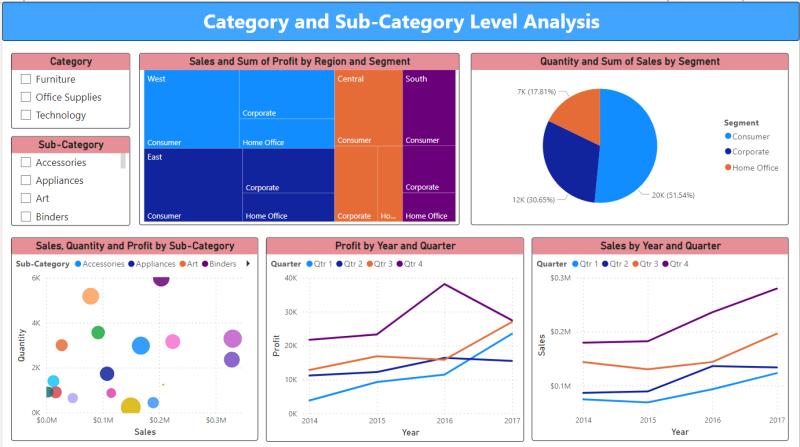 Category and Sub-Category Level Analysis
Category
Furniture
Office Supplies
Technology
Sub-Category
Accessories
Appliances
Art
Binders
Sales and Sum of Profit by Region and Segment
West
Corporate
Consumer
Home Office
East
Corporate
Consumer
Home Office
Central
Consumer
Corporate
Ho...
South
Consumer
Corporate
Home Office
Quantity and Sum of Sales by Segment
7K (17.81%)
12K (30.65%)
20K (51.54%)
Segment
Consumer
Corporate
Home Office
Sales, Quantity and Profit by Sub-Category
Sub-Category Accessories Appliances Art Binders
6K
4K
2K
0K
Quantity
$0.0M $0.1M $0.2M $0.3M
Sales
Profit by Year and Quarter
Quarter Qtr 1 Qtr 2 Qtr 3 Qtr 4
40K
30K
20K
10K
0K
Profit
2014 2015 2016 2017
Year
Sales by Year and Quarter
Quarter Qtr 1 Qtr 2 Qtr 3 Qtr 4
$0.3M
$0.2M
$0.1M
Sales
2014 2015 2016 2017
Year